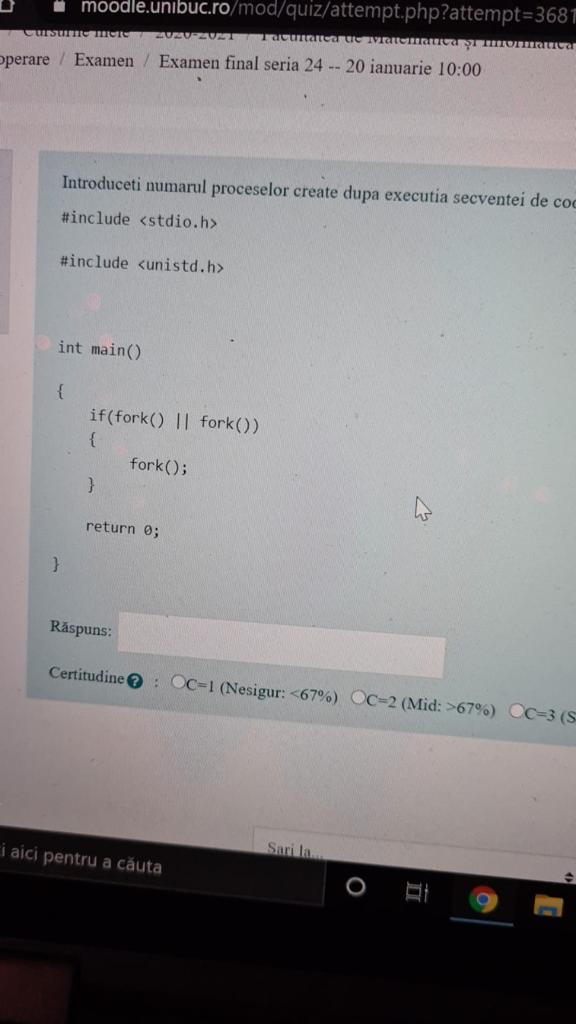 moodle.unibuc.ro/mod/quiz/attempt.php?attempt=3681
Cursurile mele / 2020-2021 / Facultatea de Matematică și Informatică
operare / Examen / Examen final seria 24 -- 20 ianuarie 10:00
Introduceti numarul proceselor create dupa executia secventei de
#include <stdio.h>
#include <unistd.h>
int main()
{
if(fork() || fork())
{
fork();
}
return 0;
}
Răspuns:
Certitudine ? : C=1 (Nesigur: <67%) C=2 (Mid: >67%) C=3 (S
Sari la...
i aici pentru a căuta